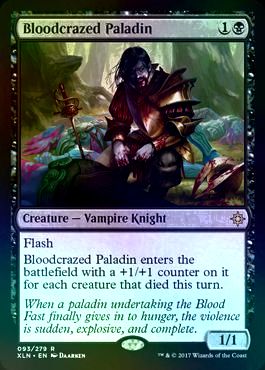 Bloodcrazed Paladin 1
Creature — Vampire Knight
Flash
Bloodcrazed Paladin enters the
battlefield with a +1/+1 counter on it
for each creature that died this turn.
When a paladin undertaking the Blood
Fast finally gives in to hunger, the violence
is sudden, explosive, and complete.
1/1
093/279 R
XLN • EN Daarken
™ & © 2017 Wizards of the Coast